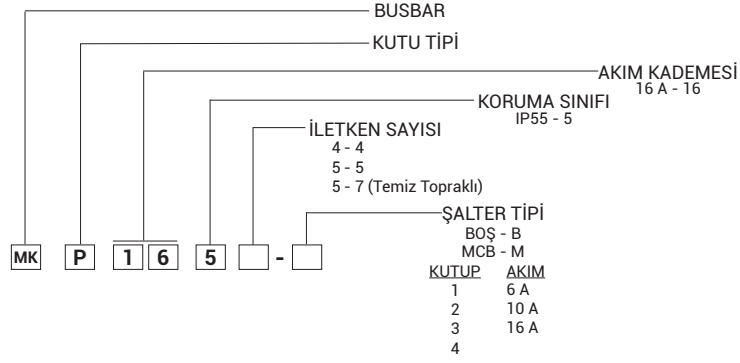 BUSBAR
KUTU TİPİ
AKIM KADEMESİ
16 A - 16
KORUMA SINIFI
IP55 - 5
İLETKEN SAYISI
4 - 4
5 - 5
5 - 7 (Temiz Topraklı)
ŞALTER TİPİ
BOŞ - B
MCB - M
MK P 1 6 5 -
KUTUP AKIM
1 6 A
2 10 A
3 16 A
4